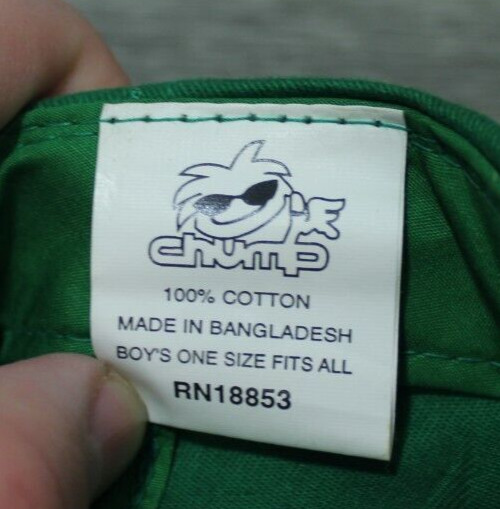 chump
100% COTTON
MADE IN BANGLADESH
BOY'S ONE SIZE FITS ALL
RN18853